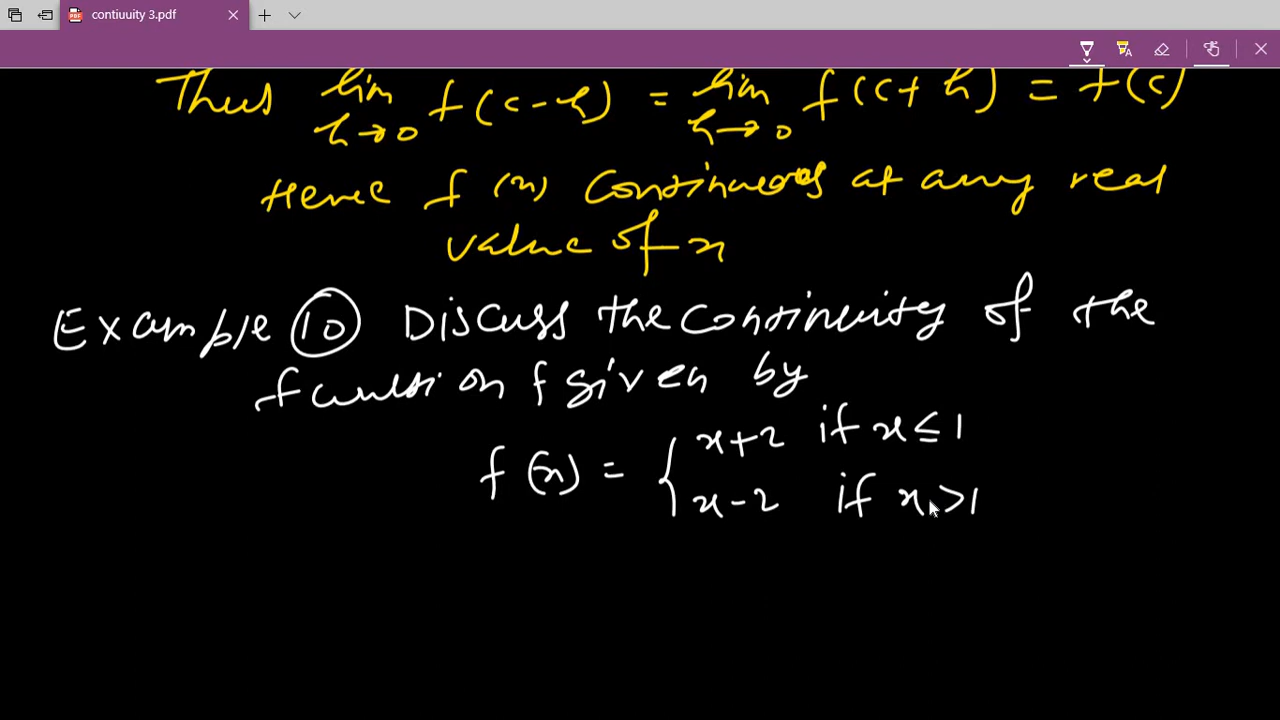 contiuuity 3.pdf
Thus lim f(c-h) = lim f(c+h) = f(c)
h→0 h→0
Hence f(x) continuous at any real
value of x
Example 10 Discuss the continuity of the
function f given by
f(x) = { x+2 if x ≤ 1
x-2 if x > 1